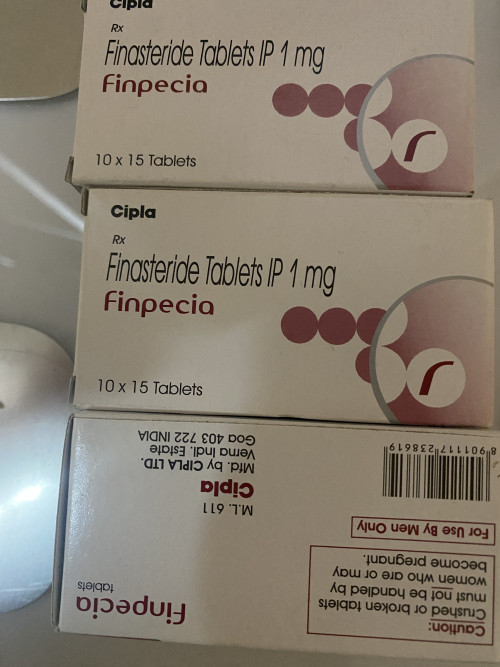 Cipla
Rx
Finasteride Tablets IP 1 mg
Finpecia
10 x 15 Tablets
Cipla
Rx
Finasteride Tablets IP 1 mg
Finpecia
10 x 15 Tablets
Caution:
Crushed or broken tablets
must not be handled by
women who are or may
become pregnant.
For Use By Men Only
8 901117 238619
Finpecia
tablets
M.L. 611
Cipla
Mfd. by CIPLA LTD.
Verna Indl. Estate
Goa 403 722 INDIA